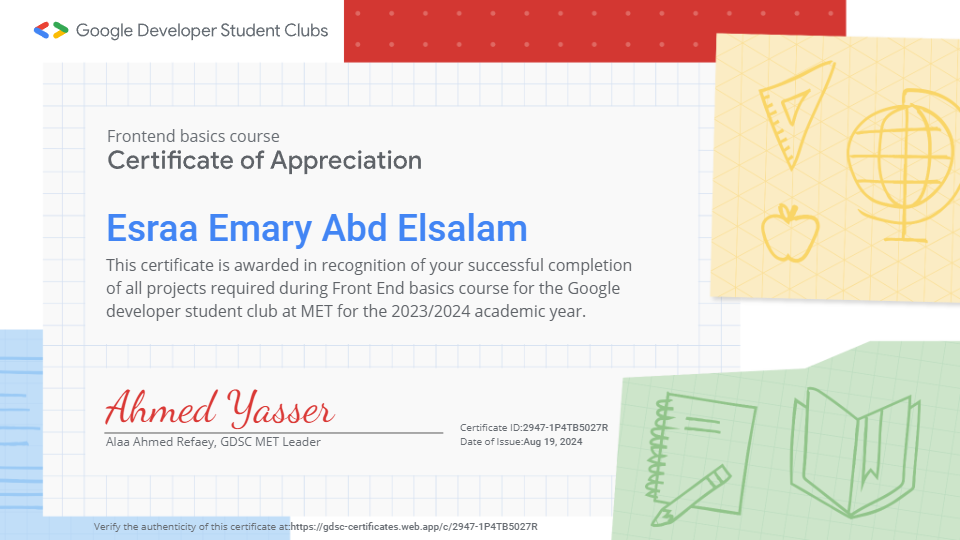 Google Developer Student Clubs
Frontend basics course
Certificate of Appreciation
Esraa Emary Abd Elsalam
This certificate is awarded in recognition of your successful completion
of all projects required during Front End basics course for the Google
developer student club at MET for the 2023/2024 academic year.
Ahmed Yasser
Alaa Ahmed Refaey, GDSC MET Leader
Certificate ID:2947-1P4TB5027R
Date of Issue:Aug 19, 2024
Verify the authenticity of this certificate at:https://gdsc-certificates.web.app/c/2947-1P4TB5027R